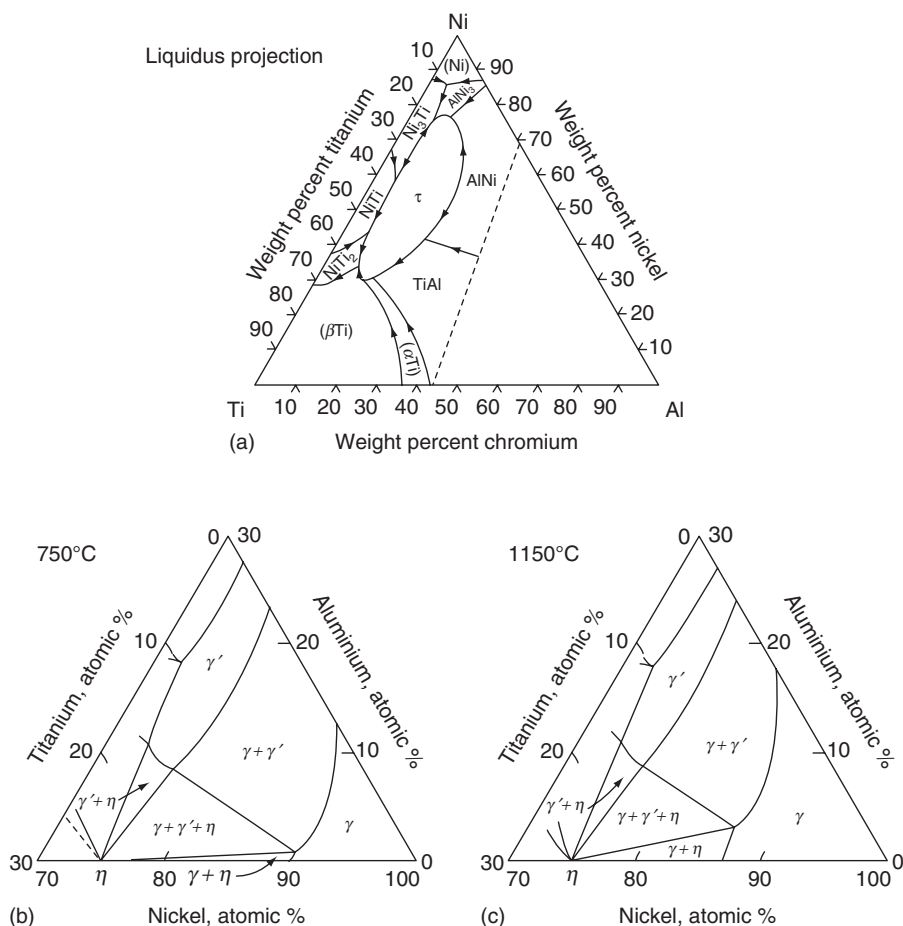 Liquidus projection
Ni
10 (Ni) 90
20 AlNi3 80
30 Ni3Ti 70
40 60
50 NiTi τ AlNi 50
60 40
70 NiTi2 30
80 TiAl 20
90 (βTi) (αTi) 10
Weight percent titanium
Weight percent nickel
Ti 10 20 30 40 50 60 70 80 90 Al
(a) Weight percent chromium
750°C
0 30
Titanium, atomic %
Aluminium, atomic %
10 20
γ′
20 γ + γ′ 10
γ′ + η γ + γ′ + η γ
30 0
γ + η
70 η 80 90 100
(b) Nickel, atomic %
1150°C
0 30
Titanium, atomic %
Aluminium, atomic %
10 20
γ′
20 γ + γ′ 10
γ′ + η γ + γ′ + η γ
30 γ + η 0
70 η 80 90 100
(c) Nickel, atomic %